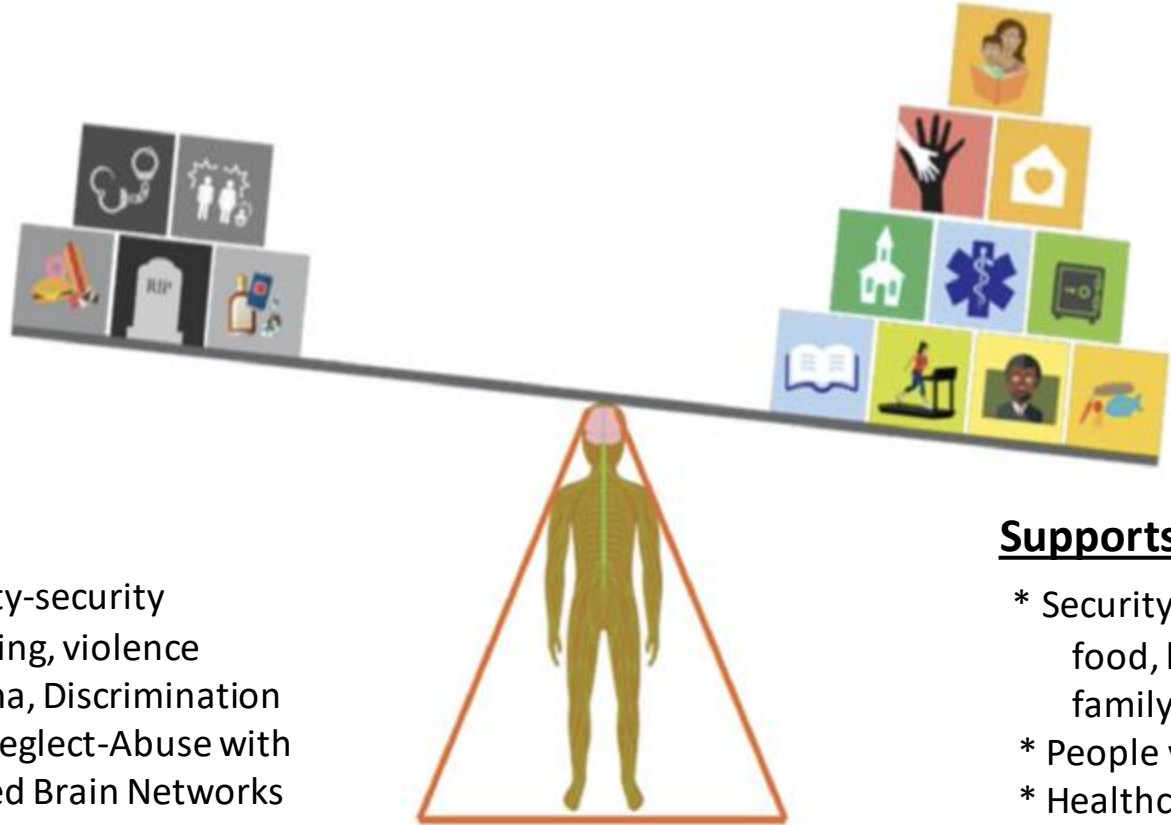 RIP
ty-security
ing, violence
na, Discrimination
eglect-Abuse with
ed Brain Networks
Supports
* Security
food,
family
* People
* Healthc